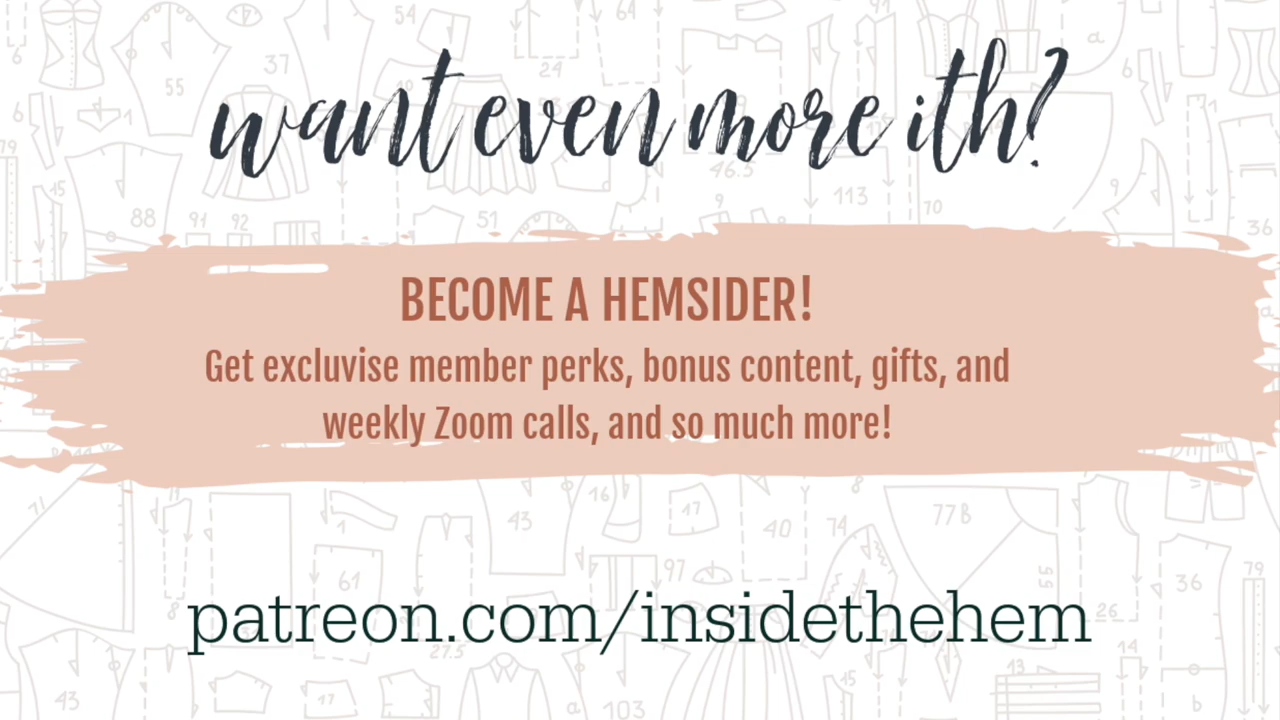 want even more ith?
BECOME A HEMSIDER!
Get excluvise member perks, bonus content, gifts, and
weekly Zoom calls, and so much more!
patreon.com/insidethehem